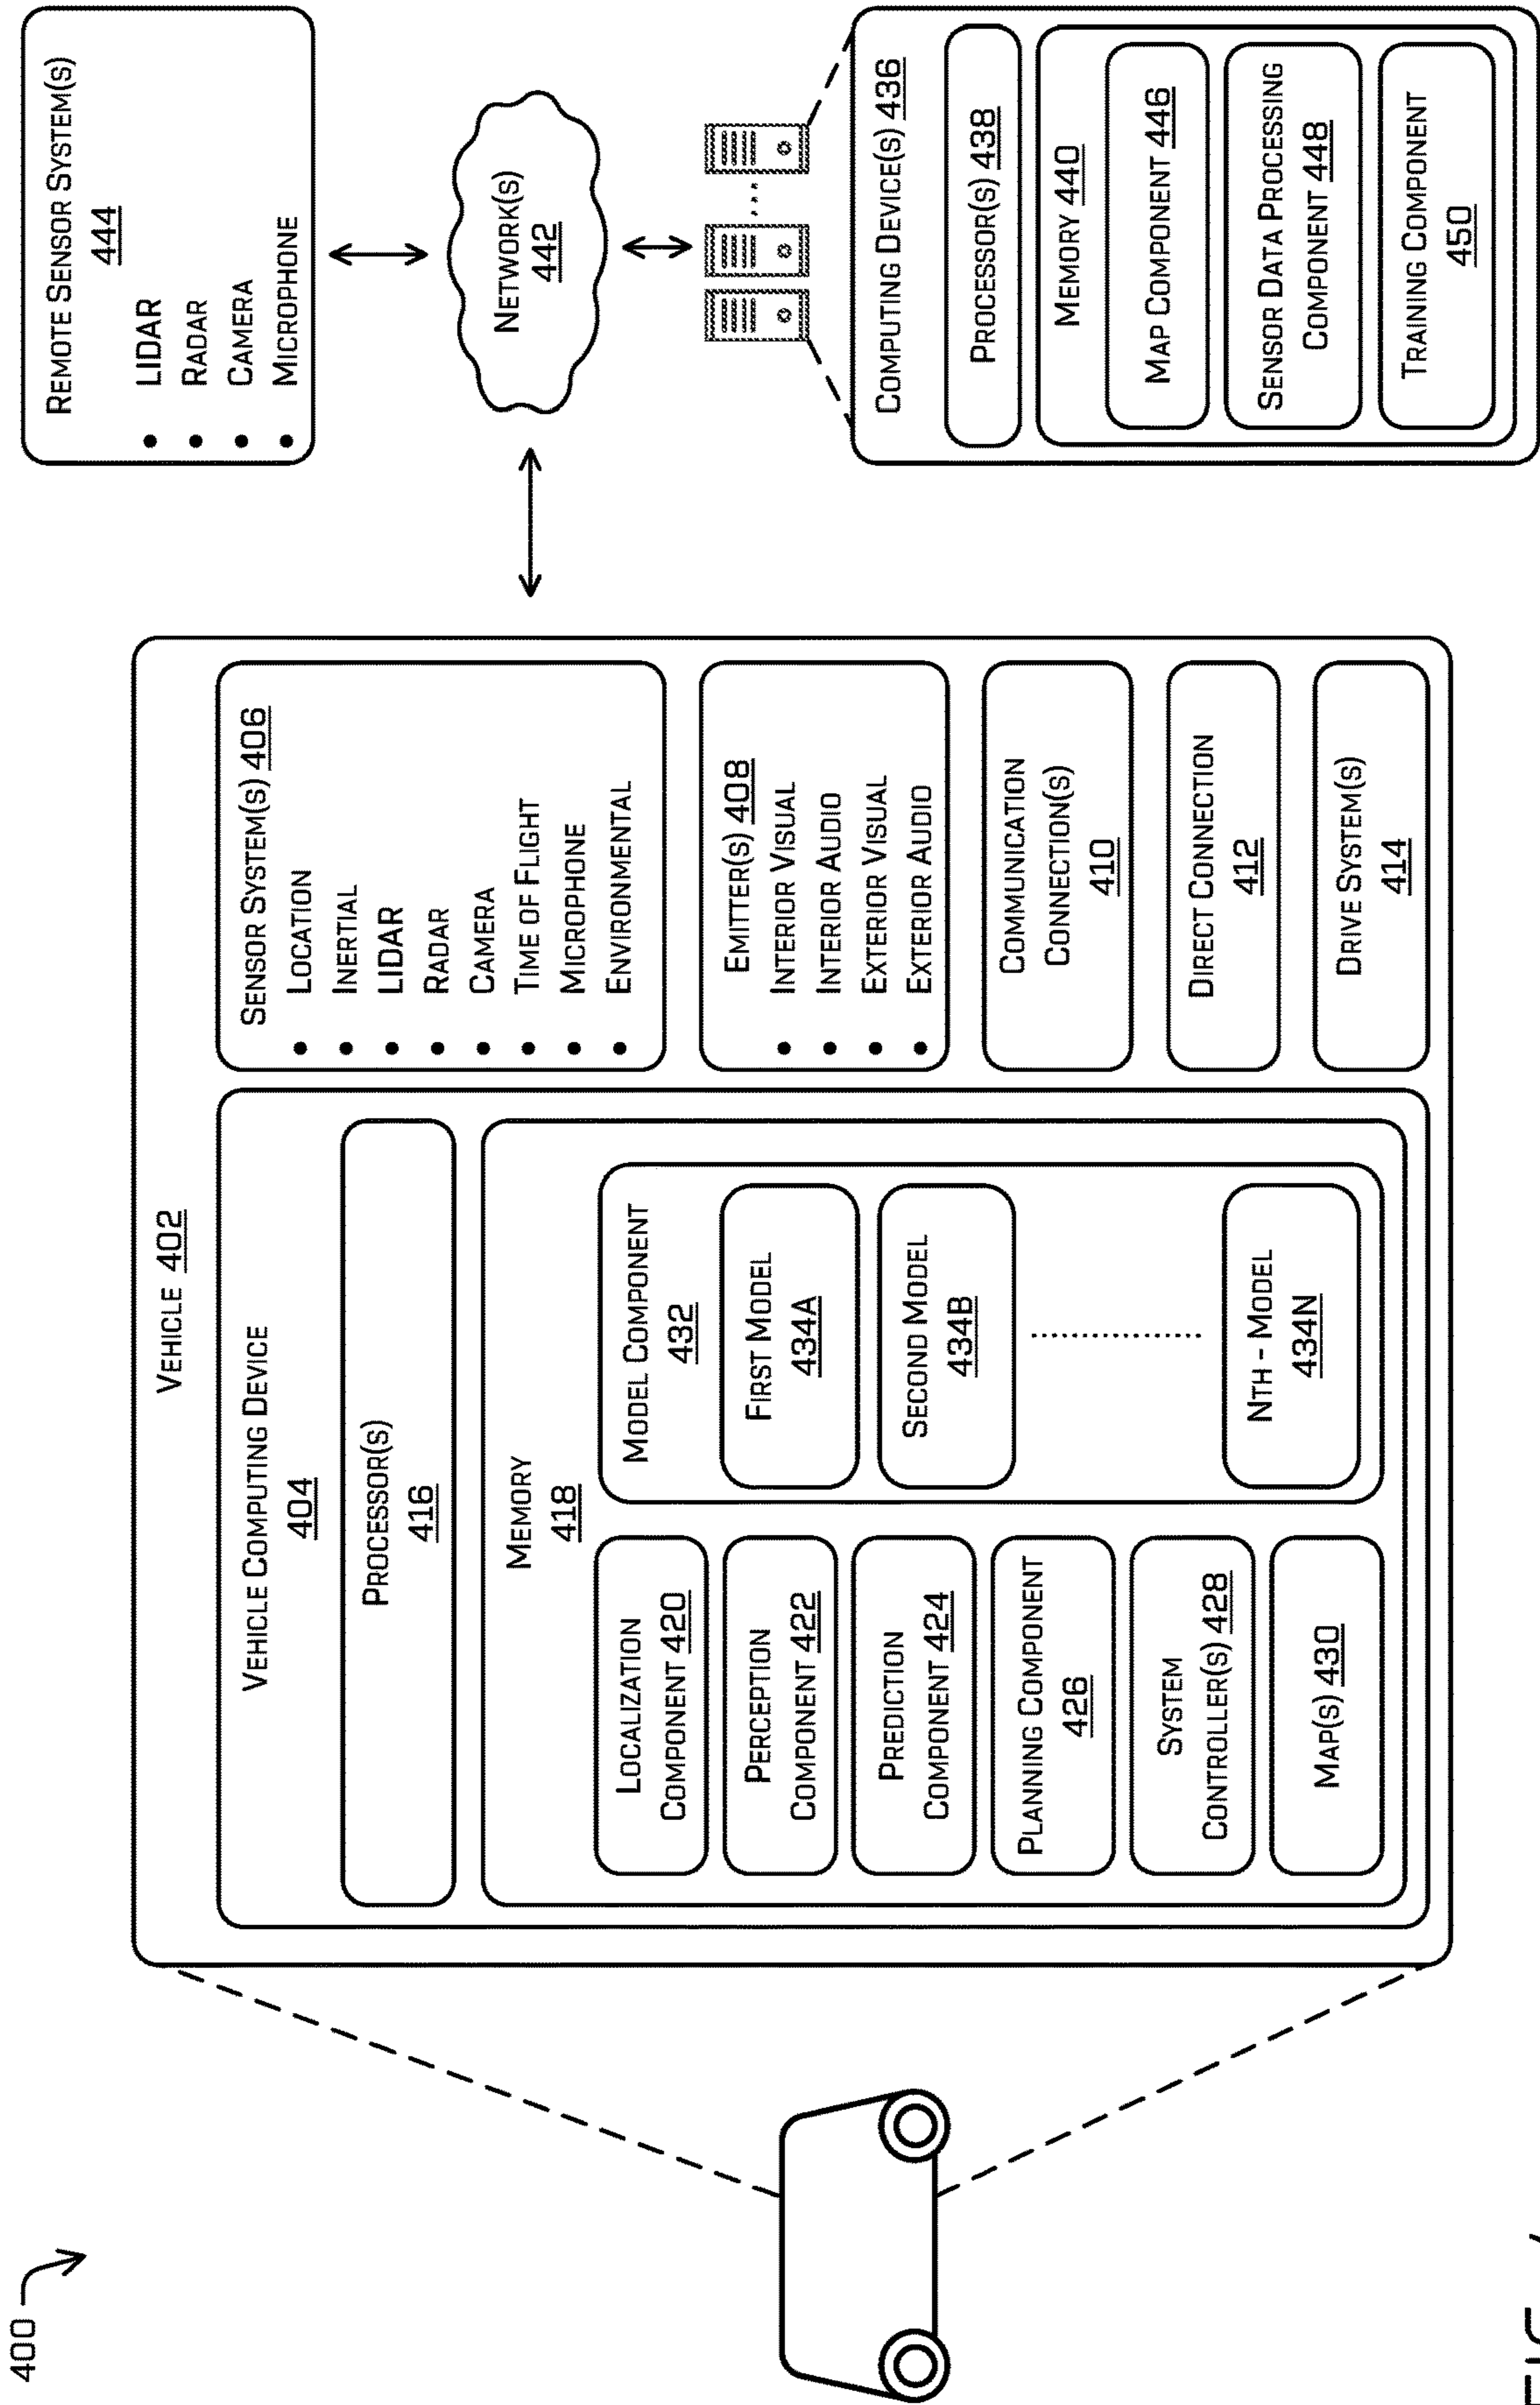 400
VEHICLE 402
VEHICLE COMPUTING DEVICE
404
PROCESSOR(S)
416
MEMORY
418
LOCALIZATION
COMPONENT 420
PERCEPTION
COMPONENT 422
PREDICTION
COMPONENT 424
PLANNING COMPONENT
426
SYSTEM
CONTROLLER(S) 428
MAP(S) 430
MODEL COMPONENT
432
FIRST MODEL
434A
SECOND MODEL
434B
NTH - MODEL
434N
SENSOR SYSTEM(S) 406
• LOCATION
• INERTIAL
• LIDAR
• RADAR
• CAMERA
• TIME OF FLIGHT
• MICROPHONE
• ENVIRONMENTAL
EMITTER(S) 408
• INTERIOR VISUAL
• INTERIOR AUDIO
• EXTERIOR VISUAL
• EXTERIOR AUDIO
COMMUNICATION
CONNECTION(S)
410
DIRECT CONNECTION
412
DRIVE SYSTEM(S)
414
REMOTE SENSOR SYSTEM(S)
444
• LIDAR
• RADAR
• CAMERA
• MICROPHONE
NETWORK(S)
442
COMPUTING DEVICE(S) 436
PROCESSOR(S) 438
MEMORY 440
MAP COMPONENT 446
SENSOR DATA PROCESSING
COMPONENT 448
TRAINING COMPONENT
450